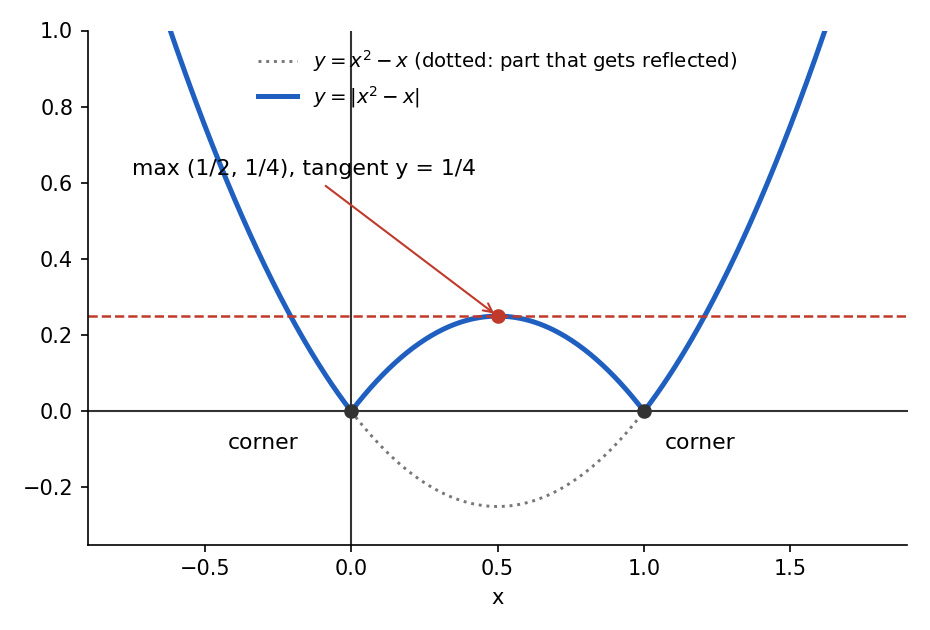 y = x² − x (dotted: part that gets reflected)
y = |x² − x|
max (1/2, 1/4), tangent y = 1/4
corner
corner
1.0
0.8
0.6
0.4
0.2
0.0
−0.2
−0.5
0.0
0.5
1.0
1.5
x